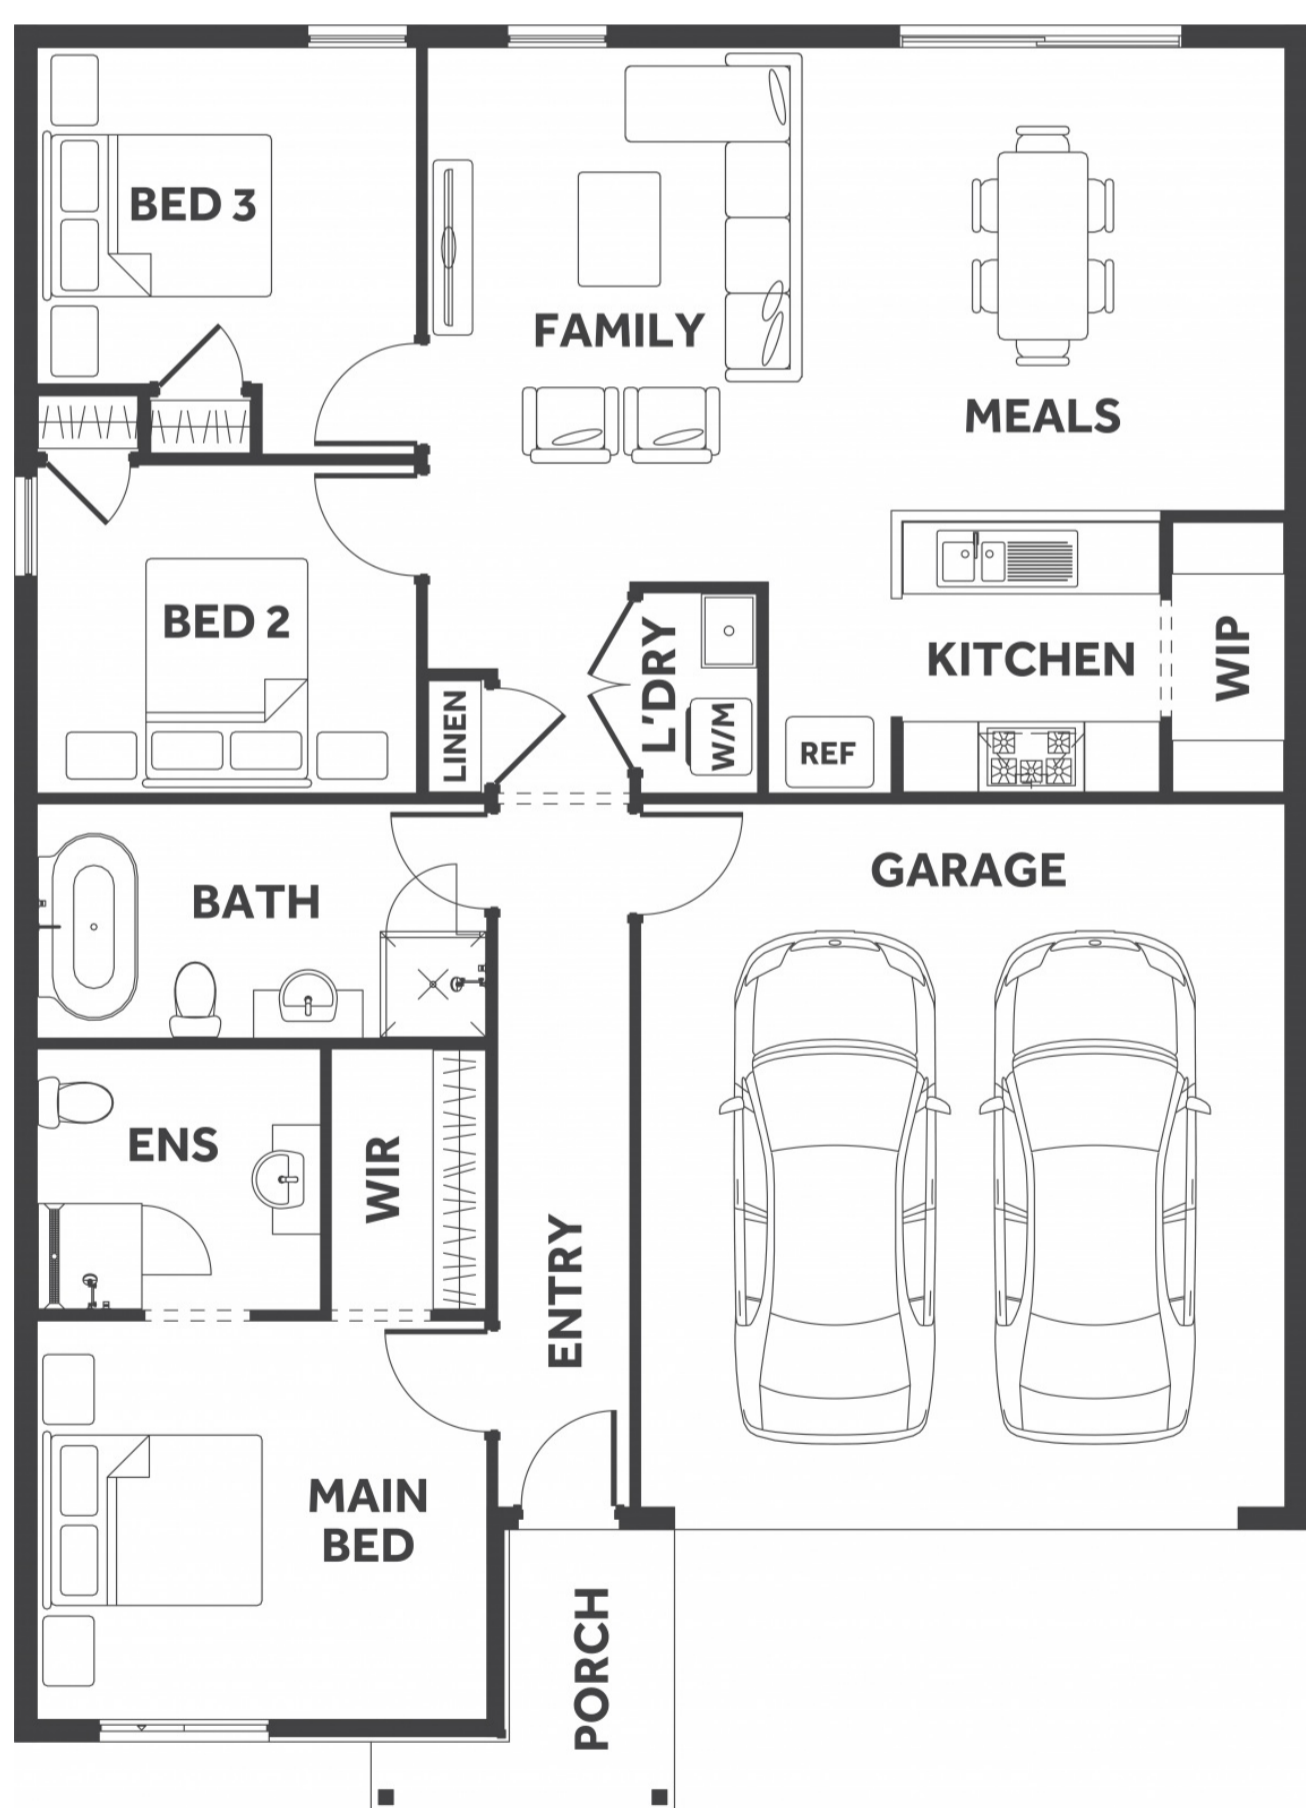 BED 3
FAMILY
MEALS
BED 2
KITCHEN
WIP
L'DRY
W/M
LINEN
REF
BATH
GARAGE
ENS
WIR
ENTRY
MAIN
BED
PORCH